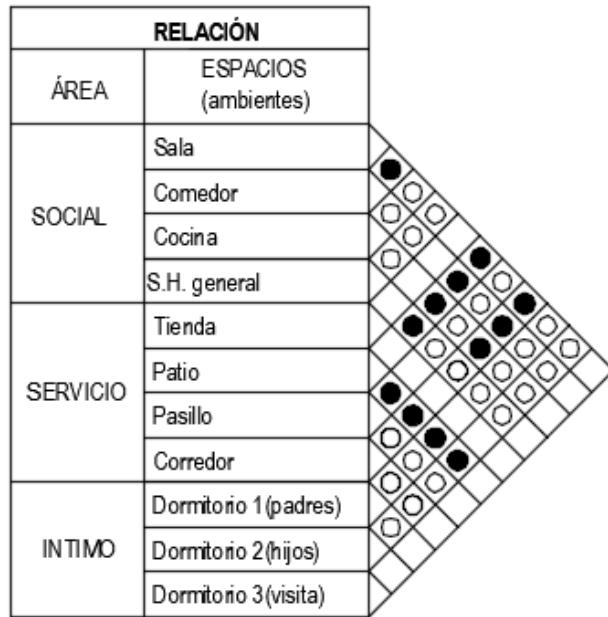 RELACIÓN
ÁREA
ESPACIOS
(ambientes)
SOCIAL
Sala
Comedor
Cocina
S.H. general
SERVICIO
Tienda
Patio
Pasillo
Corredor
INTIMO
Dormitorio 1(padres)
Dormitorio 2(hijos)
Dormitorio 3(visita)